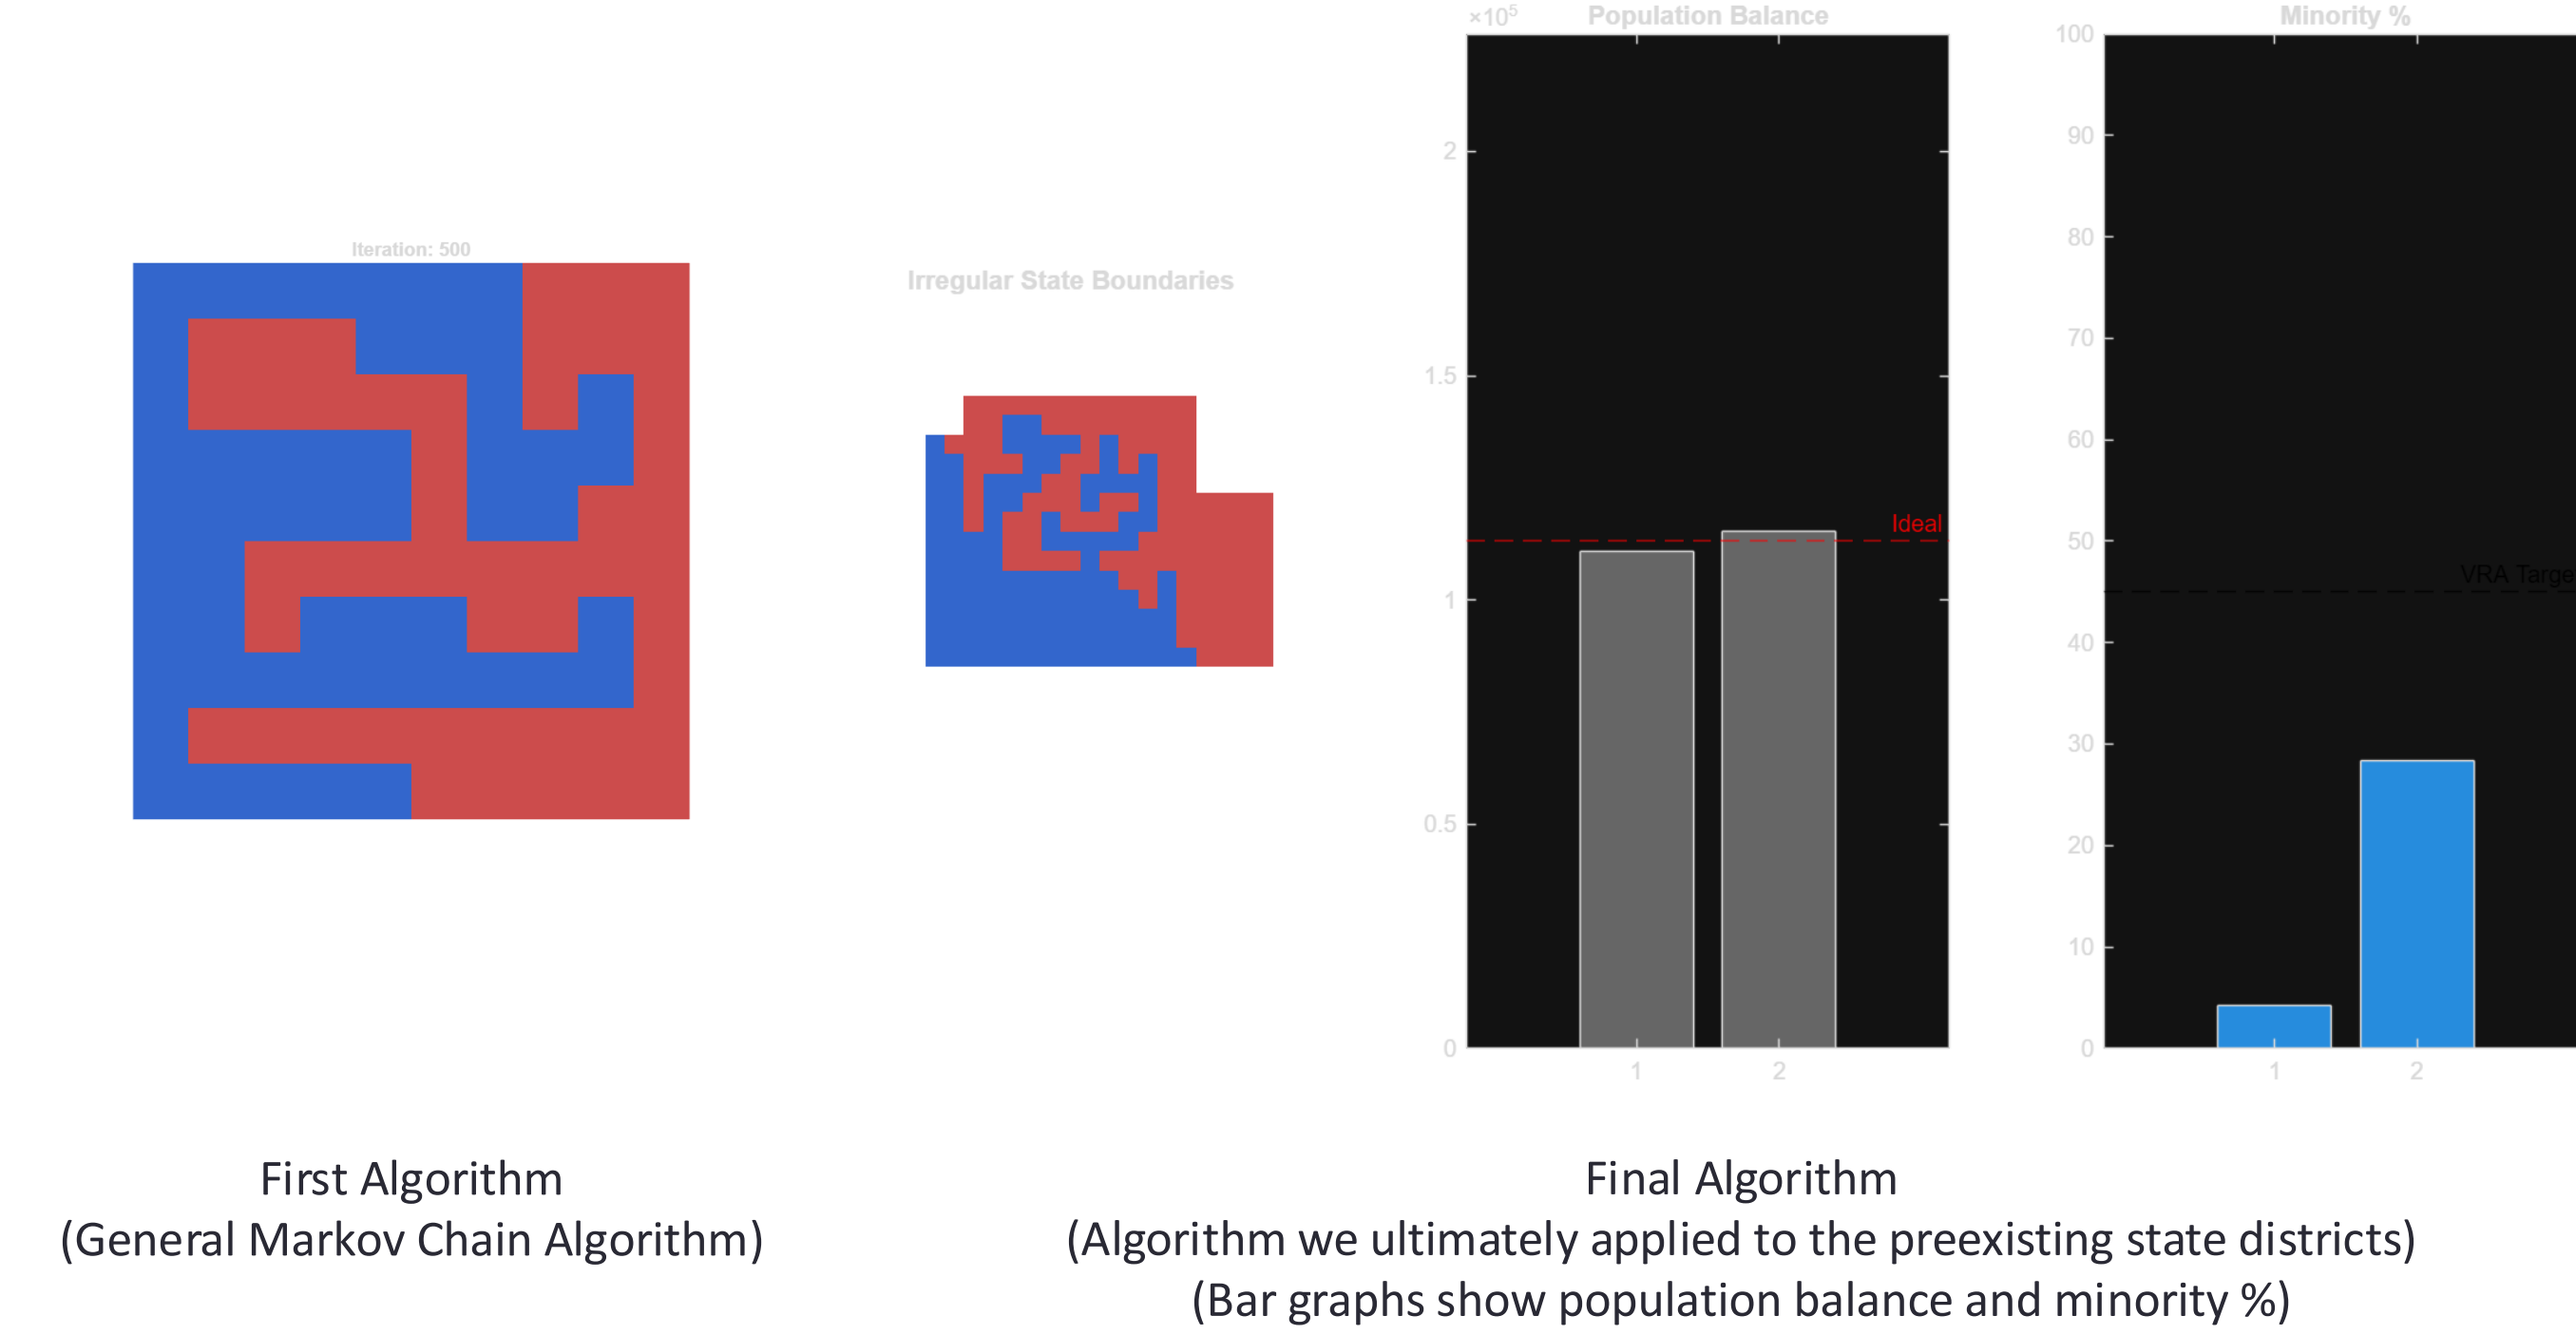 Iteration: 500
Irregular State Boundaries
×10⁵
Population Balance
2
1.5
1
0.5
0
Ideal
1
2
Minority %
100
90
80
70
60
50
40
30
20
10
0
VRA Targe
1
2
First Algorithm
(General Markov Chain Algorithm)
Final Algorithm
(Algorithm we ultimately applied to the preexisting state districts)
(Bar graphs show population balance and minority %)